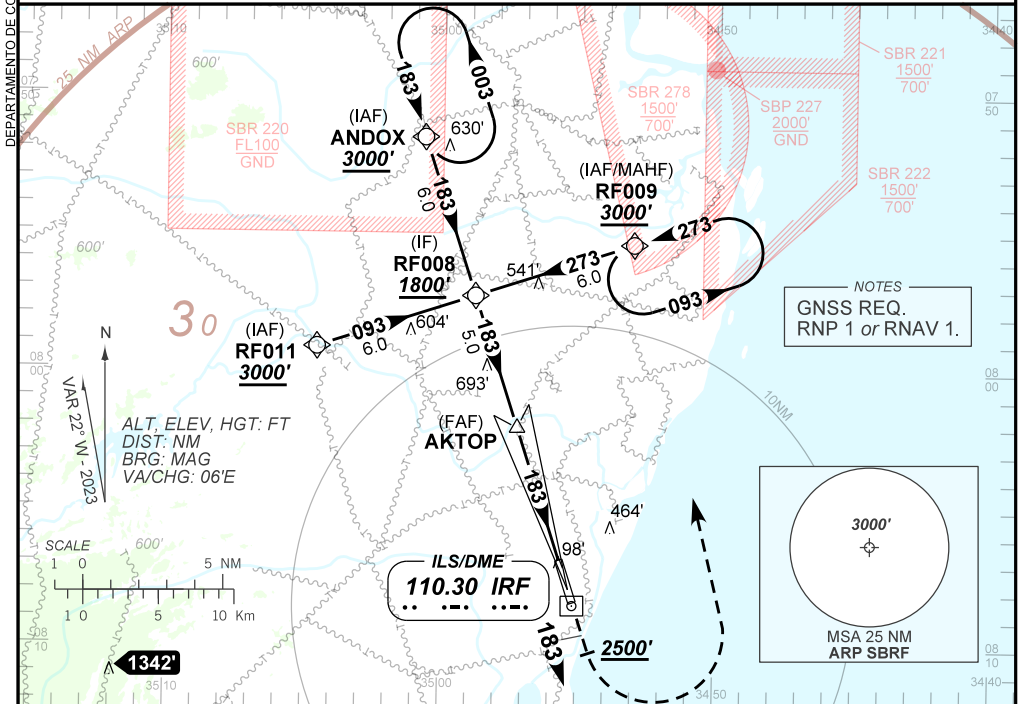 DEPARTAMENTO DE CO
25 NM ARP
35 10
35 00
34 50
34 40
07
50
600'
SBR 220
FL100
GND
183
003
(IAF)
ANDOX
3000'
630'
183
6.0
SBR 278
1500'
700'
SBR 221
1500'
700'
SBP 227
2000'
GND
SBR 222
1500'
700'
(IAF/MAHF)
RF009
3000'
273
093
273
6.0
541'
(IF)
RF008
1800'
600'
30
(IAF)
RF011
3000'
093
6.0
604'
183
5.0
693'
NOTES
GNSS REQ.
RNP 1 or RNAV 1.
08
00
08
00
N
VAR 22° W - 2023
ALT, ELEV, HGT: FT
DIST: NM
BRG: MAG
VA/CHG: 06'E
10NM
(FAF)
AKTOP
183
464'
98'
600'
SCALE
1 0 5 NM
1 0 5 10 Km
ILS/DME
110.30 IRF
183
2500'
3000'
MSA 25 NM
ARP SBRF
08
08
10
1342'
35 10
35 00
34 50
34 40